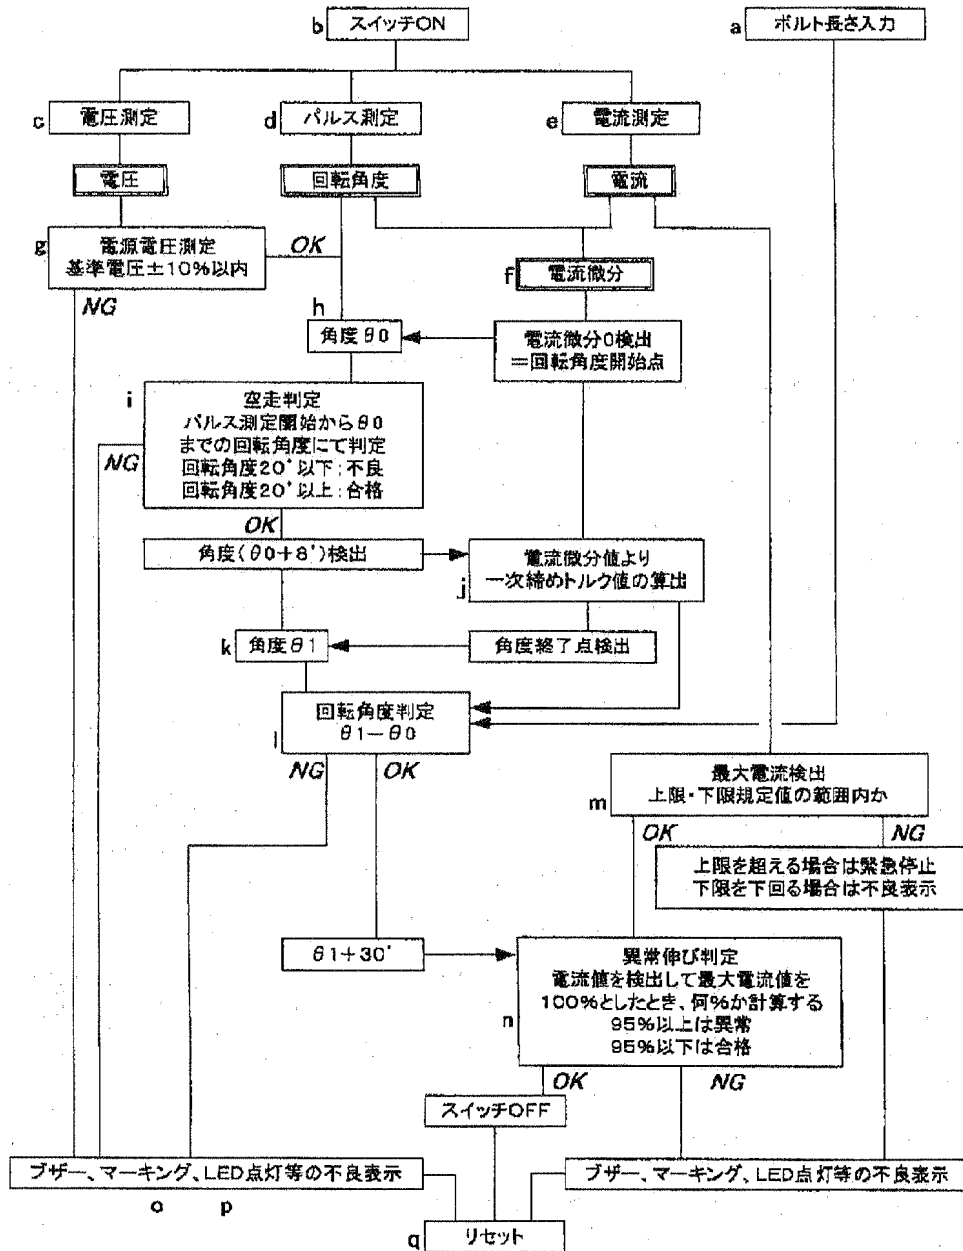 b スイッチON
a ボルト長さ入力
c 電圧測定
d パルス測定
e 電流測定
電圧
回転角度
電流
g 電源電圧測定
基準電圧±10%以内
OK
NG
f 電流微分
h
角度θ0
電流微分0検出
=回転角度開始点
i
空走判定
パルス測定開始からθ0
までの回転角度にて判定
回転角度20°以下:不良
回転角度20°以上:合格
NG
OK
角度(θ0+8°)検出
j
電流微分値より
一次締めトルク値の算出
k 角度θ1
角度終了点検出
l
回転角度判定
θ1-θ0
NG
OK
m
最大電流検出
上限・下限規定値の範囲内か
OK
NG
上限を超える場合は緊急停止
下限を下回る場合は不良表示
θ1+30°
n
異常伸び判定
電流値を検出して最大電流値を
100%としたとき、何%か計算する
95%以上は異常
95%以下は合格
OK
NG
スイッチOFF
ブザー、マーキング、LED点灯等の不良表示
ブザー、マーキング、LED点灯等の不良表示
o p
q リセット